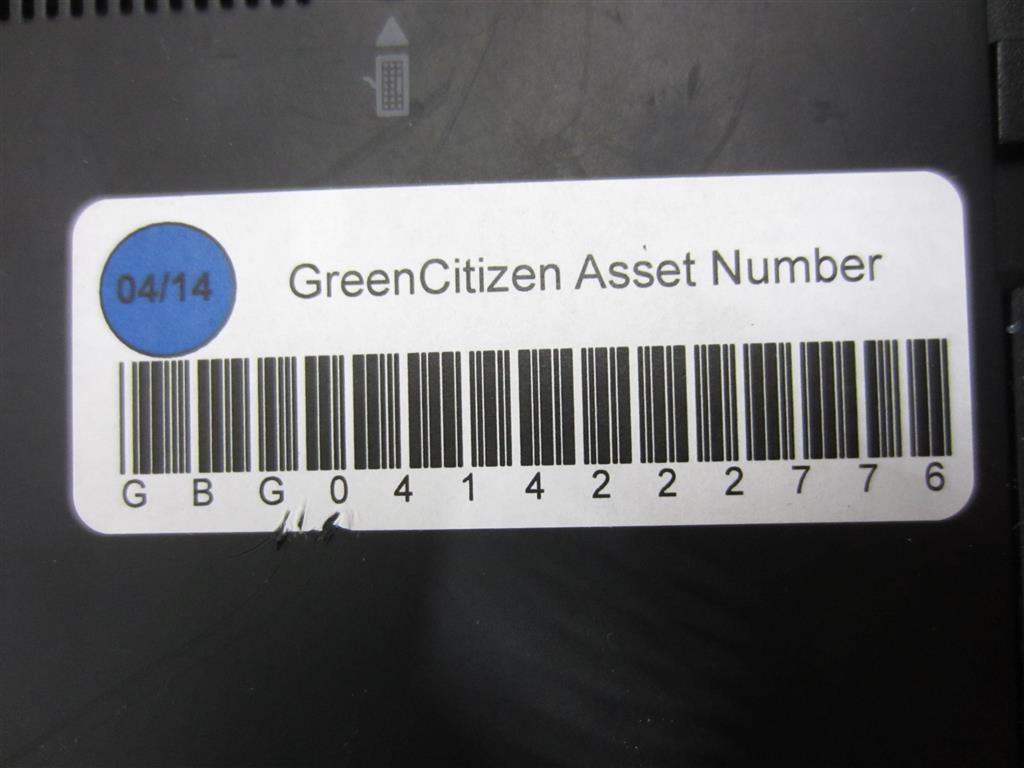 04/14
GreenCitizen Asset Number
G B G 0 4 1 4 2 2 2 7 7 6